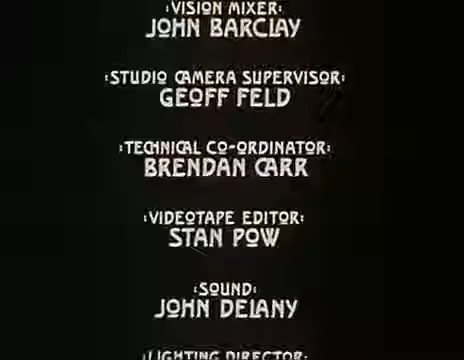 :VISION MIXER:
JOHN BARCLAY
:STUDIO CAMERA SUPERVISOR:
GEOFF FELD
:TECHNICAL CO-ORDINATOR:
BRENDAN CARR
:VIDEOTAPE EDITOR:
STAN POW
:SOUND:
JOHN DELANY
:LIGHTING DIRECTOR: